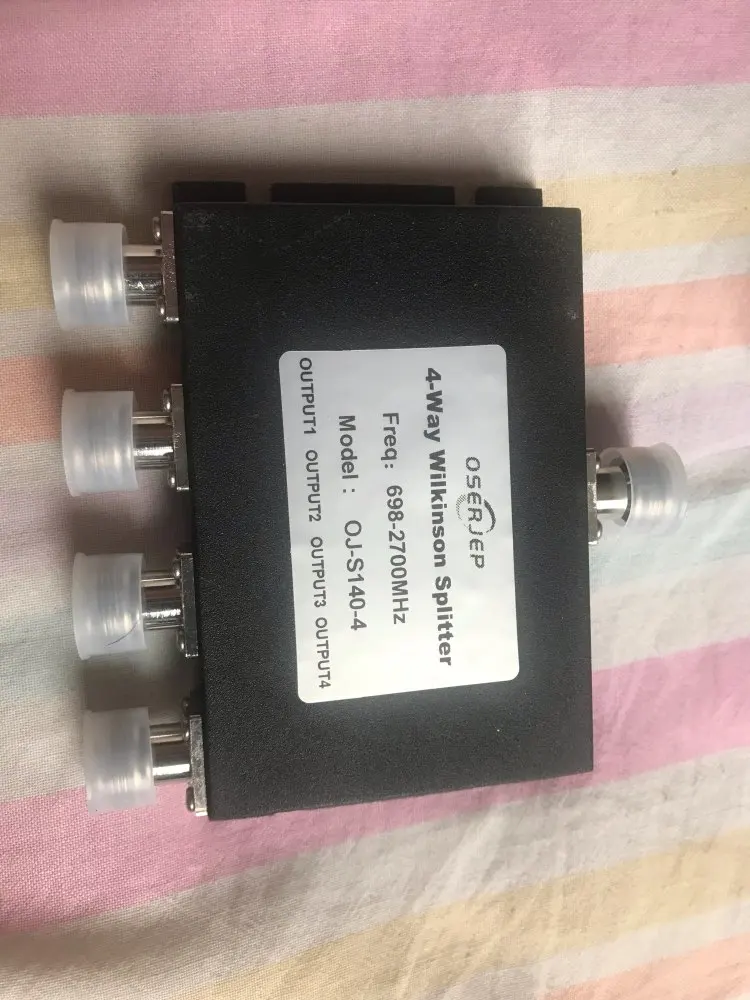 OSERJEP
4-Way Wilkinson Splitter
Freq: 698-2700MHz
Model : OJ-S140-4
OUTPUT1 OUTPUT2 OUTPUT3 OUTPUT4